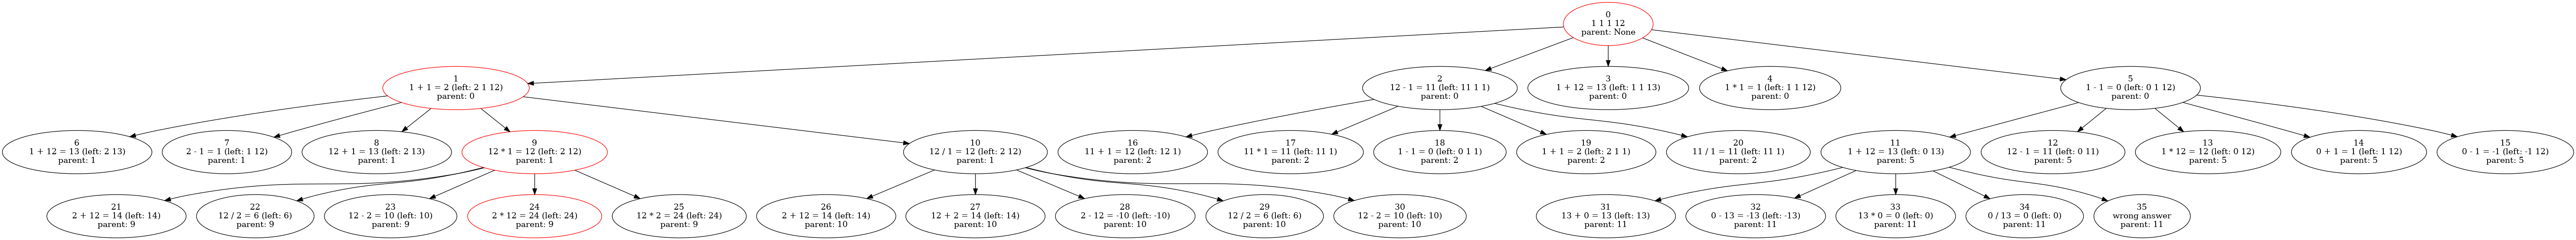 0
1 1 1 12
parent: None
1
1 + 1 = 2 (left: 2 1 12)
parent: 0
2
12 - 1 = 11 (left: 11 1 1)
parent: 0
3
1 + 12 = 13 (left: 1 1 13)
parent: 0
4
1 * 1 = 1 (left: 1 1 12)
parent: 0
5
1 - 1 = 0 (left: 0 1 12)
parent: 0
6
1 + 12 = 13 (left: 2 13)
parent: 1
7
2 - 1 = 1 (left: 1 12)
parent: 1
8
12 + 1 = 13 (left: 2 13)
parent: 1
9
12 * 1 = 12 (left: 2 12)
parent: 1
10
12 / 1 = 12 (left: 2 12)
parent: 1
16
11 + 1 = 12 (left: 12 1)
parent: 2
17
11 * 1 = 11 (left: 11 1)
parent: 2
18
1 - 1 = 0 (left: 0 11)
parent: 2
19
1 + 1 = 2 (left: 2 11)
parent: 2
20
11 / 1 = 11 (left: 11 1)
parent: 2
11
1 + 12 = 13 (left: 0 13)
parent: 5
12
12 - 1 = 11 (left: 0 11)
parent: 5
13
1 * 12 = 12 (left: 0 12)
parent: 5
14
0 + 1 = 1 (left: 1 12)
parent: 5
15
0 - 1 = -1 (left: -1 12)
parent: 5
21
2 + 12 = 14 (left: 14)
parent: 9
22
12 / 2 = 6 (left: 6)
parent: 9
23
12 - 2 = 10 (left: 10)
parent: 9
24
2 * 12 = 24 (left: 24)
parent: 9
25
12 * 2 = 24 (left: 24)
parent: 9
26
2 + 12 = 14 (left: 14)
parent: 10
27
12 + 2 = 14 (left: 14)
parent: 10
28
2 - 12 = -10 (left: -10)
parent: 10
29
12 / 2 = 6 (left: 6)
parent: 10
30
12 - 2 = 10 (left: 10)
parent: 10
31
13 + 0 = 13 (left: 13)
parent: 11
32
0 - 13 = -13 (left: -13)
parent: 11
33
13 * 0 = 0 (left: 0)
parent: 11
34
0 / 13 = 0 (left: 0)
parent: 11
35
wrong answer
parent: 11